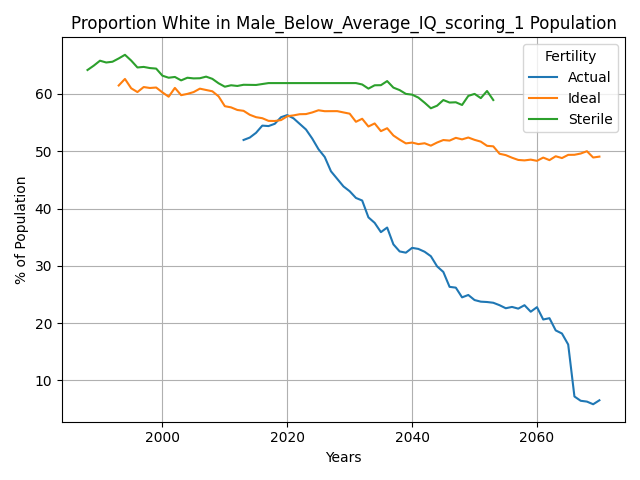 Proportion White in Male_Below_Average_IQ_scoring_1 Population
Fertility
Actual
Ideal
Sterile
% of Population
60
50
40
30
20
10
2000 2020 2040 2060
Years